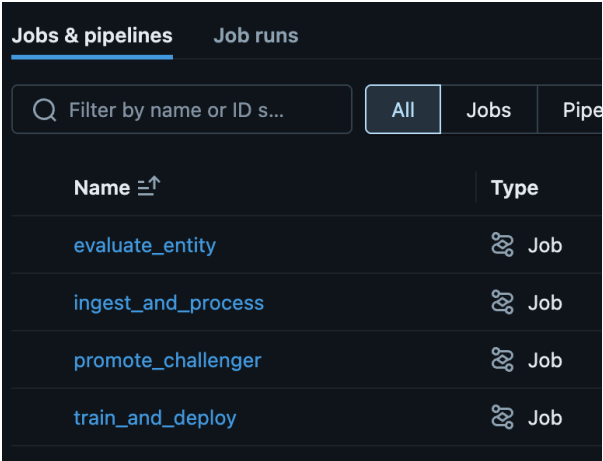 Jobs & pipelines Job runs
Filter by name or ID s... All Jobs Pipe
Name Type
evaluate_entity Job
ingest_and_process Job
promote_challenger Job
train_and_deploy Job